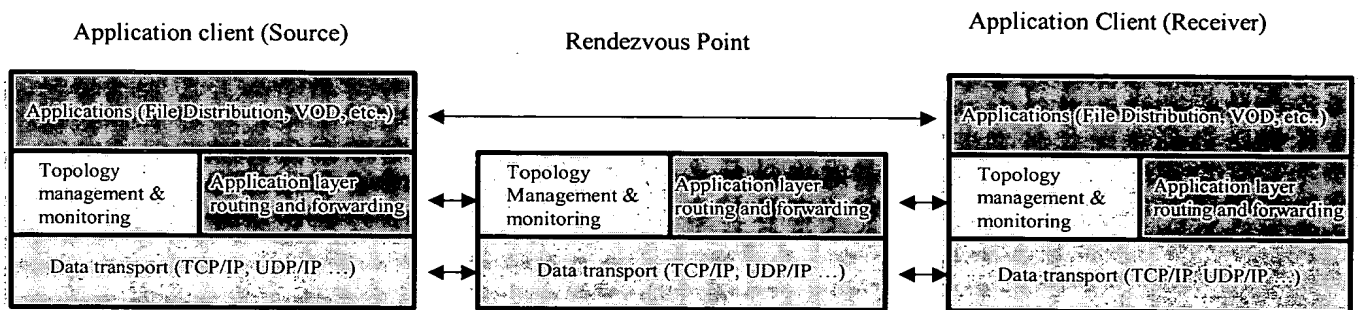 Application client (Source)
Rendezvous Point
Application Client (Receiver)
Applications (File Distribution, VOD, etc..)
Applications (File Distribution, VOD, etc..)
Topology
management &
monitoring
Application layer
routing and forwarding
Topology
Management &
monitoring
Application layer
routing and forwarding
Topology
management &
monitoring
Application layer
routing and forwarding
Data transport (TCP/IP, UDP/IP ...)
Data transport (TCP/IP, UDP/IP ...)
Data transport (TCP/IP, UDP/IP ...)